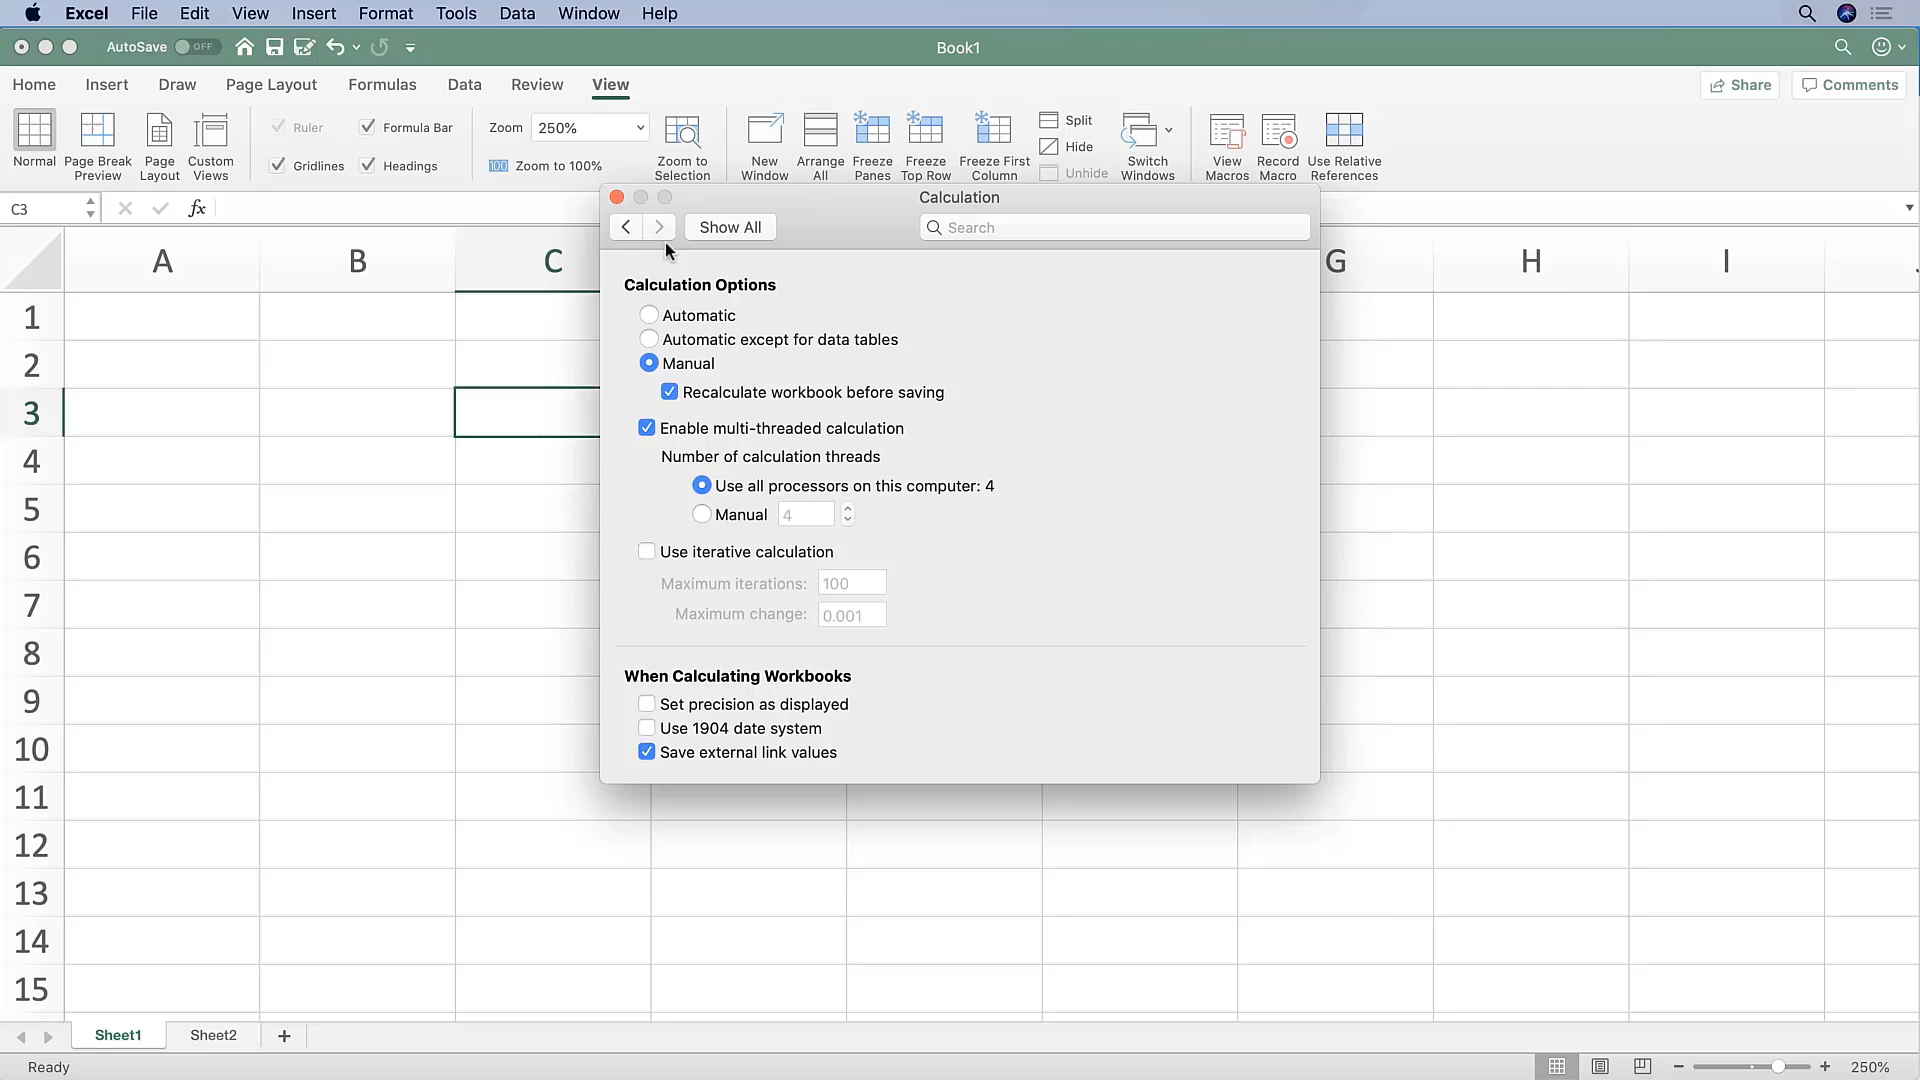 Excel File Edit View Insert Format Tools Data Window Help
AutoSave OFF Book1
Home Insert Draw Page Layout Formulas Data Review View Share Comments
Normal
Page Break Preview
Page Layout
Custom Views
Ruler
Formula Bar
Gridlines
Headings
Zoom 250%
100 Zoom to 100%
Zoom to Selection
New Window
Arrange All
Freeze Panes
Freeze Top Row
Freeze First Column
Split
Hide
Unhide
Switch Windows
View Macros
Record Macro
Use Relative References
C3 fx
Calculation
Show All Search
A B C G H I
1
2
3
4
5
6
7
8
9
10
11
12
13
14
15
Calculation Options
Automatic
Automatic except for data tables
Manual
Recalculate workbook before saving
Enable multi-threaded calculation
Number of calculation threads
Use all processors on this computer: 4
Manual 4
Use iterative calculation
Maximum iterations: 100
Maximum change: 0.001
When Calculating Workbooks
Set precision as displayed
Use 1904 date system
Save external link values
Sheet1 Sheet2 +
Ready 250%